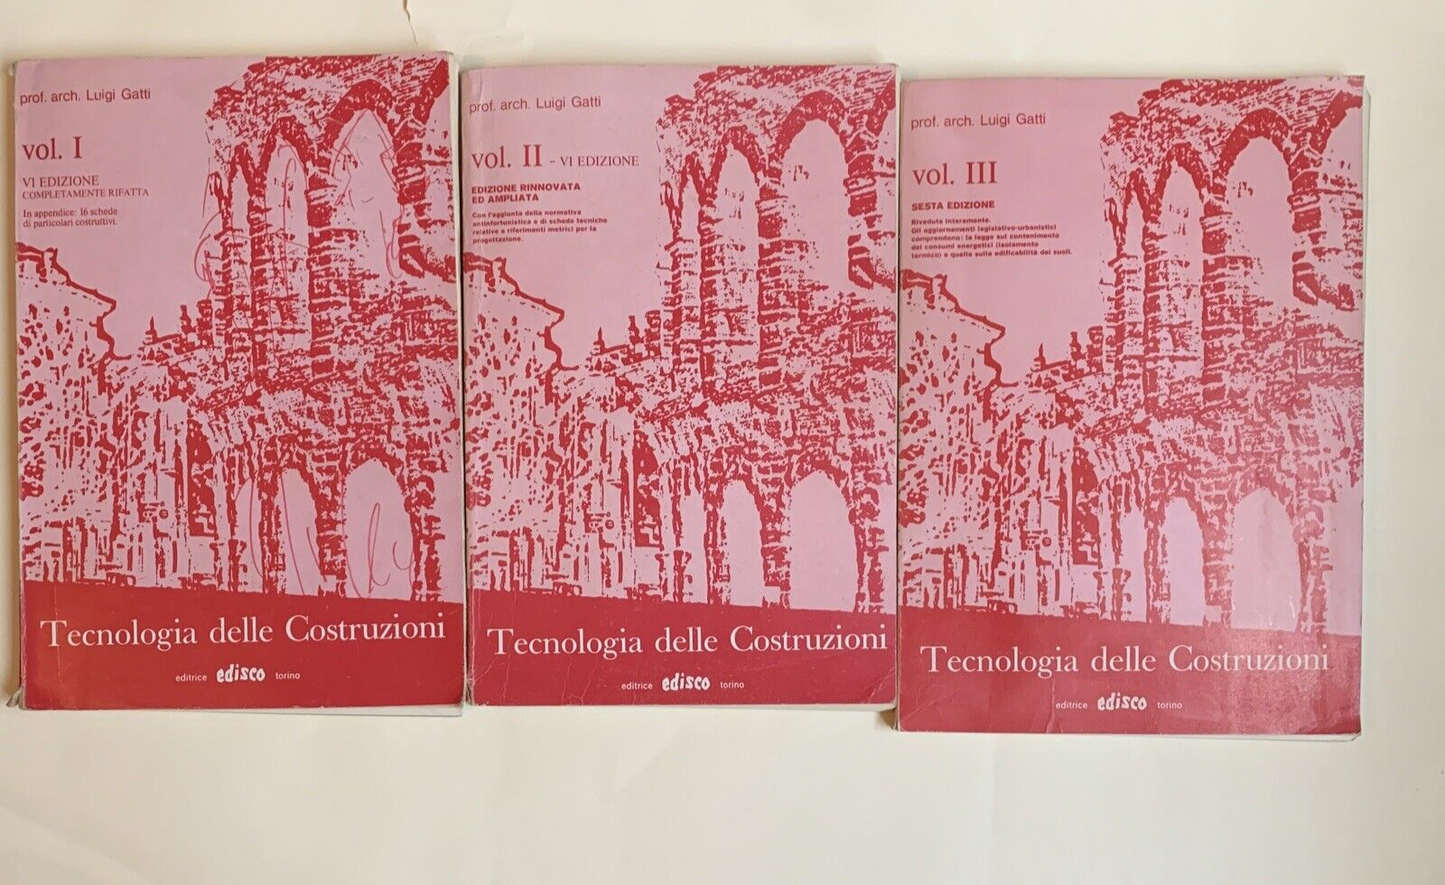 prof. arch. Luigi Gatti
vol. I
VI EDIZIONE
COMPLETAMENTE RIFATTA
In appendice: 16 schede
di particolari costruttivi.
Tecnologia delle Costruzioni
editrice edisco torino
prof. arch. Luigi Gatti
vol. II - VI EDIZIONE
EDIZIONE RINNOVATA
ED AMPLIATA
Con l'aggiunta della normativa
antinfortunistica e di schede tecniche
relative a riferimenti metrici per la
progettazione.
Tecnologia delle Costruzioni
editrice edisco torino
prof. arch. Luigi Gatti
vol. III
SESTA EDIZIONE
Riveduta interamente.
Gli aggiornamenti legislativo-urbanistici
comprendono: la legge sul contenimento
dei consumi energetici (isolamento
termico) e quella sulla edificabilità dei suoli.
Tecnologia delle Costruzioni
editrice edisco torino